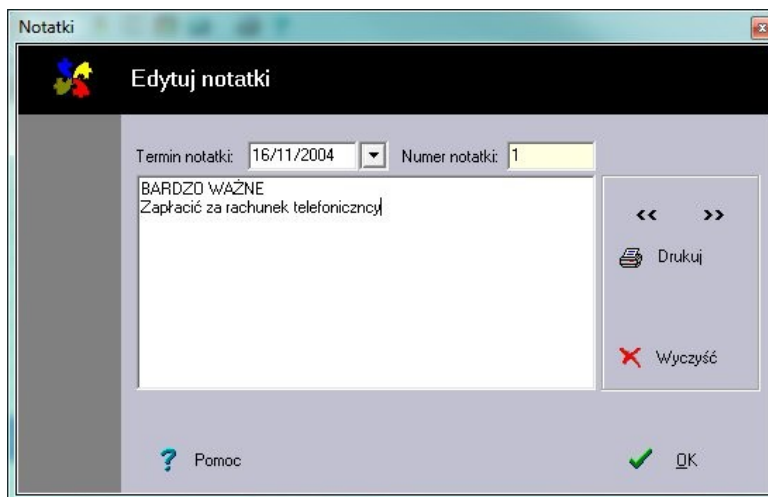 Notatki
Edytuj notatki
Termin notatki: 16/11/2004 Numer notatki: 1
BARDZO WAŻNE
Zapłacić za rachunek telefoniczncy
<< >>
Drukuj
Wyczyść
Pomoc
OK